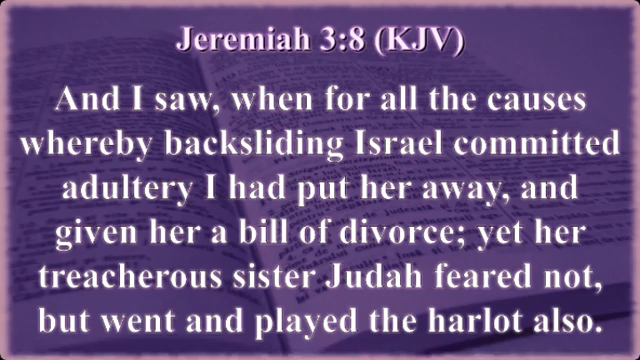 Jeremiah 3:8 (KJV)
And I saw, when for all the causes
whereby backsliding Israel committed
adultery I had put her away, and
given her a bill of divorce; yet her
treacherous sister Judah feared not,
but went and played the harlot also.